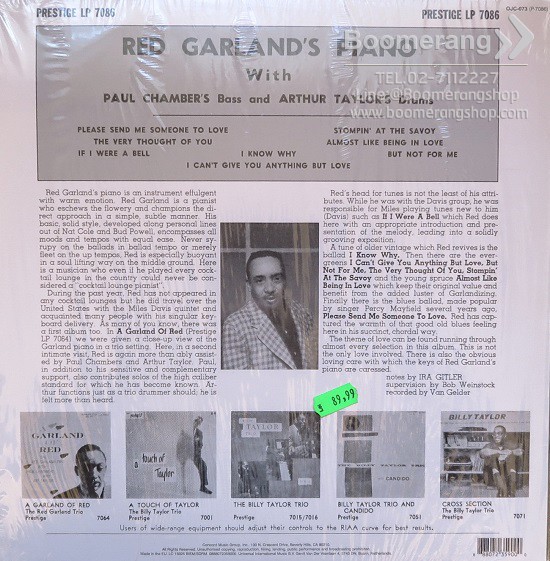 PRESTIGE LP 7086
PRESTIGE LP 7086
OJC-073 (P-7086)
RED GARLAND'S PIANO
Boomerang
With
TEL.02-7112227
PAUL CHAMBER'S Bass and ARTHUR TAYLOR'S Drums
Line:@Boomerangshop
www.boomerangshop.com
PLEASE SEND ME SOMEONE TO LOVE
STOMPIN' AT THE SAVOY
THE VERY THOUGHT OF YOU
ALMOST LIKE BEING IN LOVE
IF I WERE A BELL
I KNOW WHY
BUT NOT FOR ME
I CAN'T GIVE YOU ANYTHING BUT LOVE
Red Garland's piano is an instrument effulgent
with warm emotion. Red Garland is a pianist
who eschews the flowery and champions the di-
rect approach in a simple, subtle manner. His
basic, solid style, developed along personal lines
out of Nat Cole and Bud Powell, encompasses all
moods and tempos with equal ease. Never sy-
rupy on the ballads in ballad tempo or merely
fleet on the up tempos, Red is especially buoyant
in a soul lifting way on the middle ground. Here
is a musician who even if he played every cock-
tail lounge in the country could never be con-
sidered a "cocktail lounge pianist";
During the past year, Red has not appeared in
any cocktail lounges but he did travel over the
United States with the Miles Davis quintet and
acquainted many people with his singular key-
board delivery. As many of you, know, there was
a first album too. In A Garland Of Red (Prestige
LP 7064) we were given a close-up view of the
Garland piano in a trio setting. Here, in a second
intimate visit, Red is again more than ably assist-
ed by Paul Chambers and Arthur Taylor. Paul,
in addition to his sensitive and complementary
support, also contributes solos of the high caliber
standard for which he has become known. Ar-
thur functions just as a trio drummer should; he is
felt more than heard.
Red's head for tunes is not the least of his attri-
butes. While he was with the Davis group, he was
responsible for Miles playing tunes new to him
(Davis) such as If I Were A Bell which Red does
here with an appropriate introduction and pre-
sentation of the melody, leading into a solidly
grooving exposition.
A tune of older vintage which Red revives is the
ballad I Know Why. Then there are the ever-
greens I Can't Give You Anything But Love, But
Not For Me, The Very Thought Of You, Stompin'
At The Savoy and the young spruce Almost Like
Being In Love which keep their original value and
benefit from the added luster of Garlandizing.
Finally there is the blues ballad, made popular
by singer Percy Mayfield several years ago,
Please Send Me Someone To Love. Red has cap-
tured the warmth of that good old blues feeling
here in his succinct, chordal way.
The theme of love can be found running through
almost every selection in this album. This is not
the only love involved. There is also the obvious
loving care with which the keys of Red Garland's
piano are caressed.
notes by IRA GITLER
supervision by Bob Weinstock
recorded by Van Gelder
89,99
GARLAND
OF
RED
a touch of
Taylor
TAYLOR
CANDIDO
BILLY TAYLOR
A GARLAND OF RED
The Red Garland Trio
Prestige 7064
A TOUCH OF TAYLOR
The Billy Taylor Trio
Prestige 7001
THE BILLY TAYLOR TRIO
Prestige 7015/7016
BILLY TAYLOR TRIO AND
CANDIDO
Prestige 7051
CROSS SECTION
The Billy Taylor Trio
Prestige 7071
Users of wide-range equipment should adjust their controls to the RIAA curve for best results.